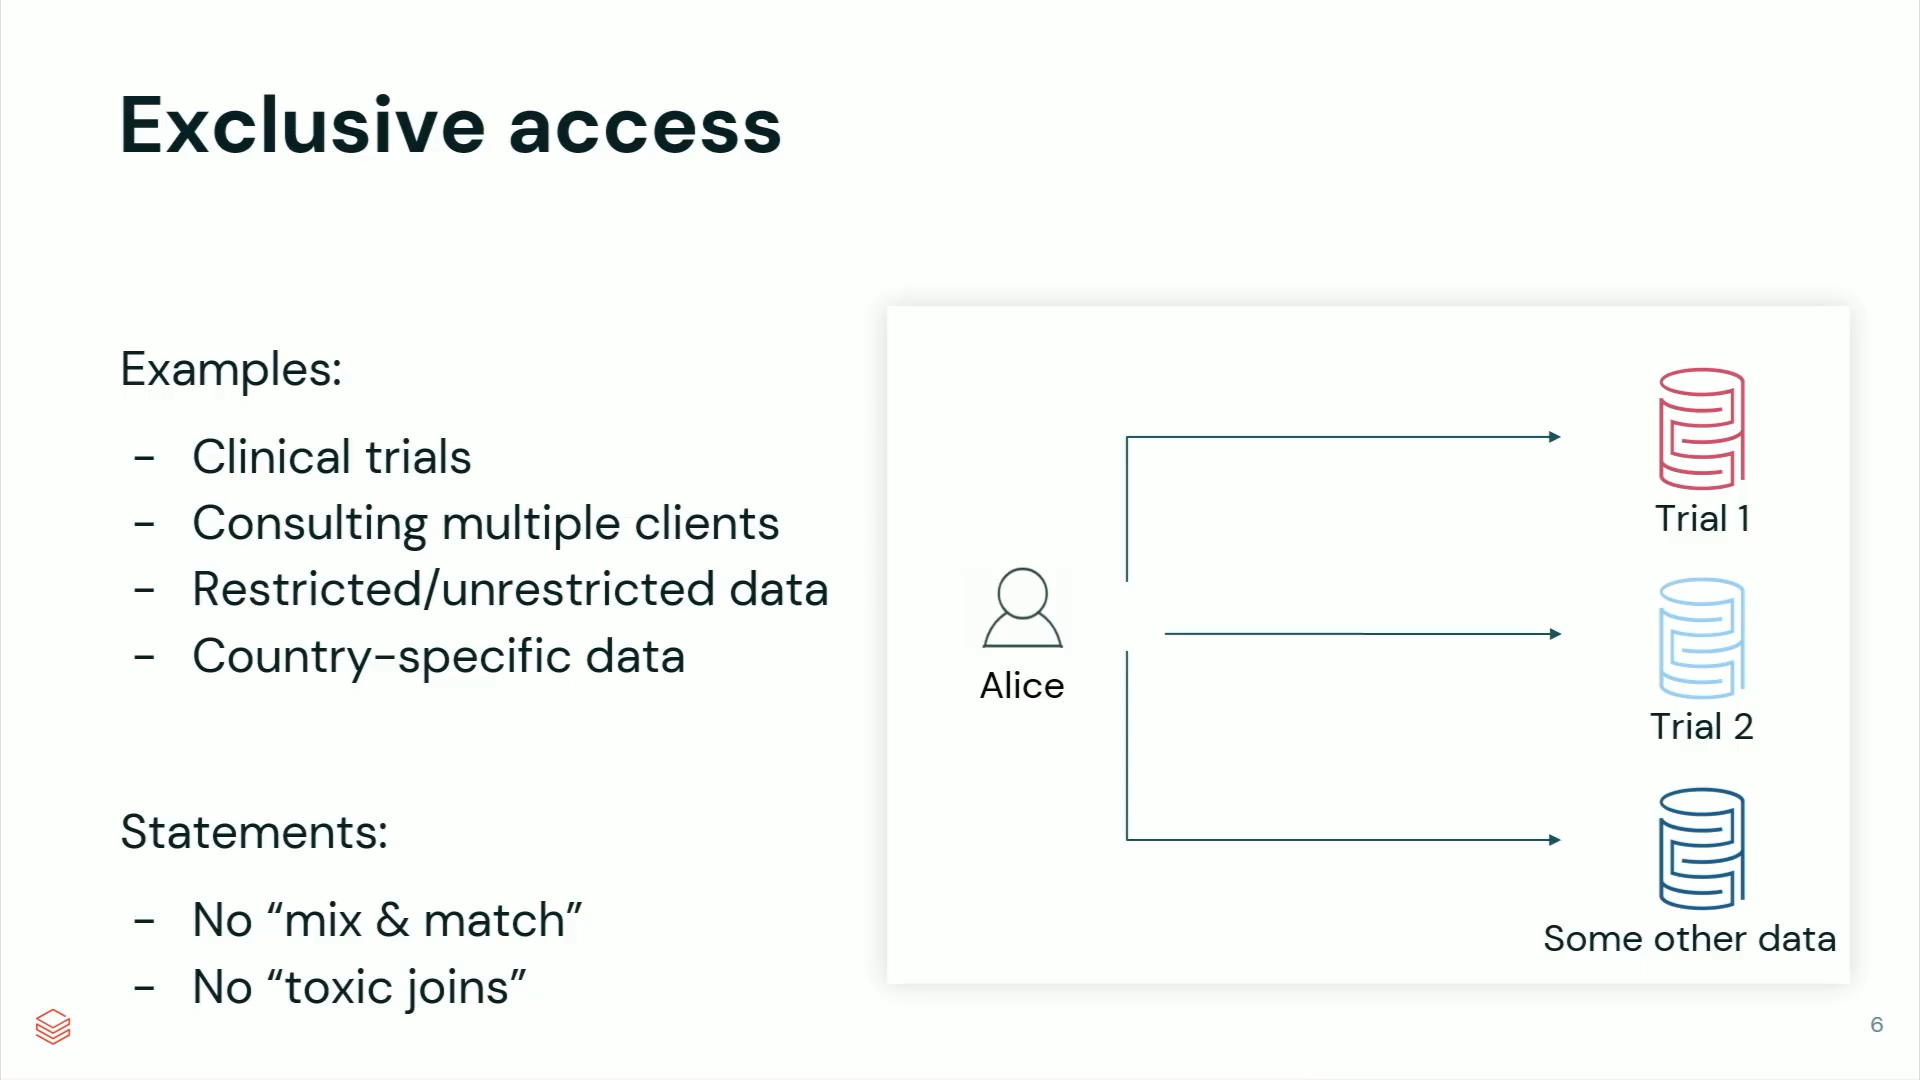 Exclusive access
Examples:
- Clinical trials
- Consulting multiple clients
- Restricted/unrestricted data
- Country-specific data
Statements:
- No “mix & match”
- No “toxic joins”
Alice
Trial 1
Trial 2
Some other data
6